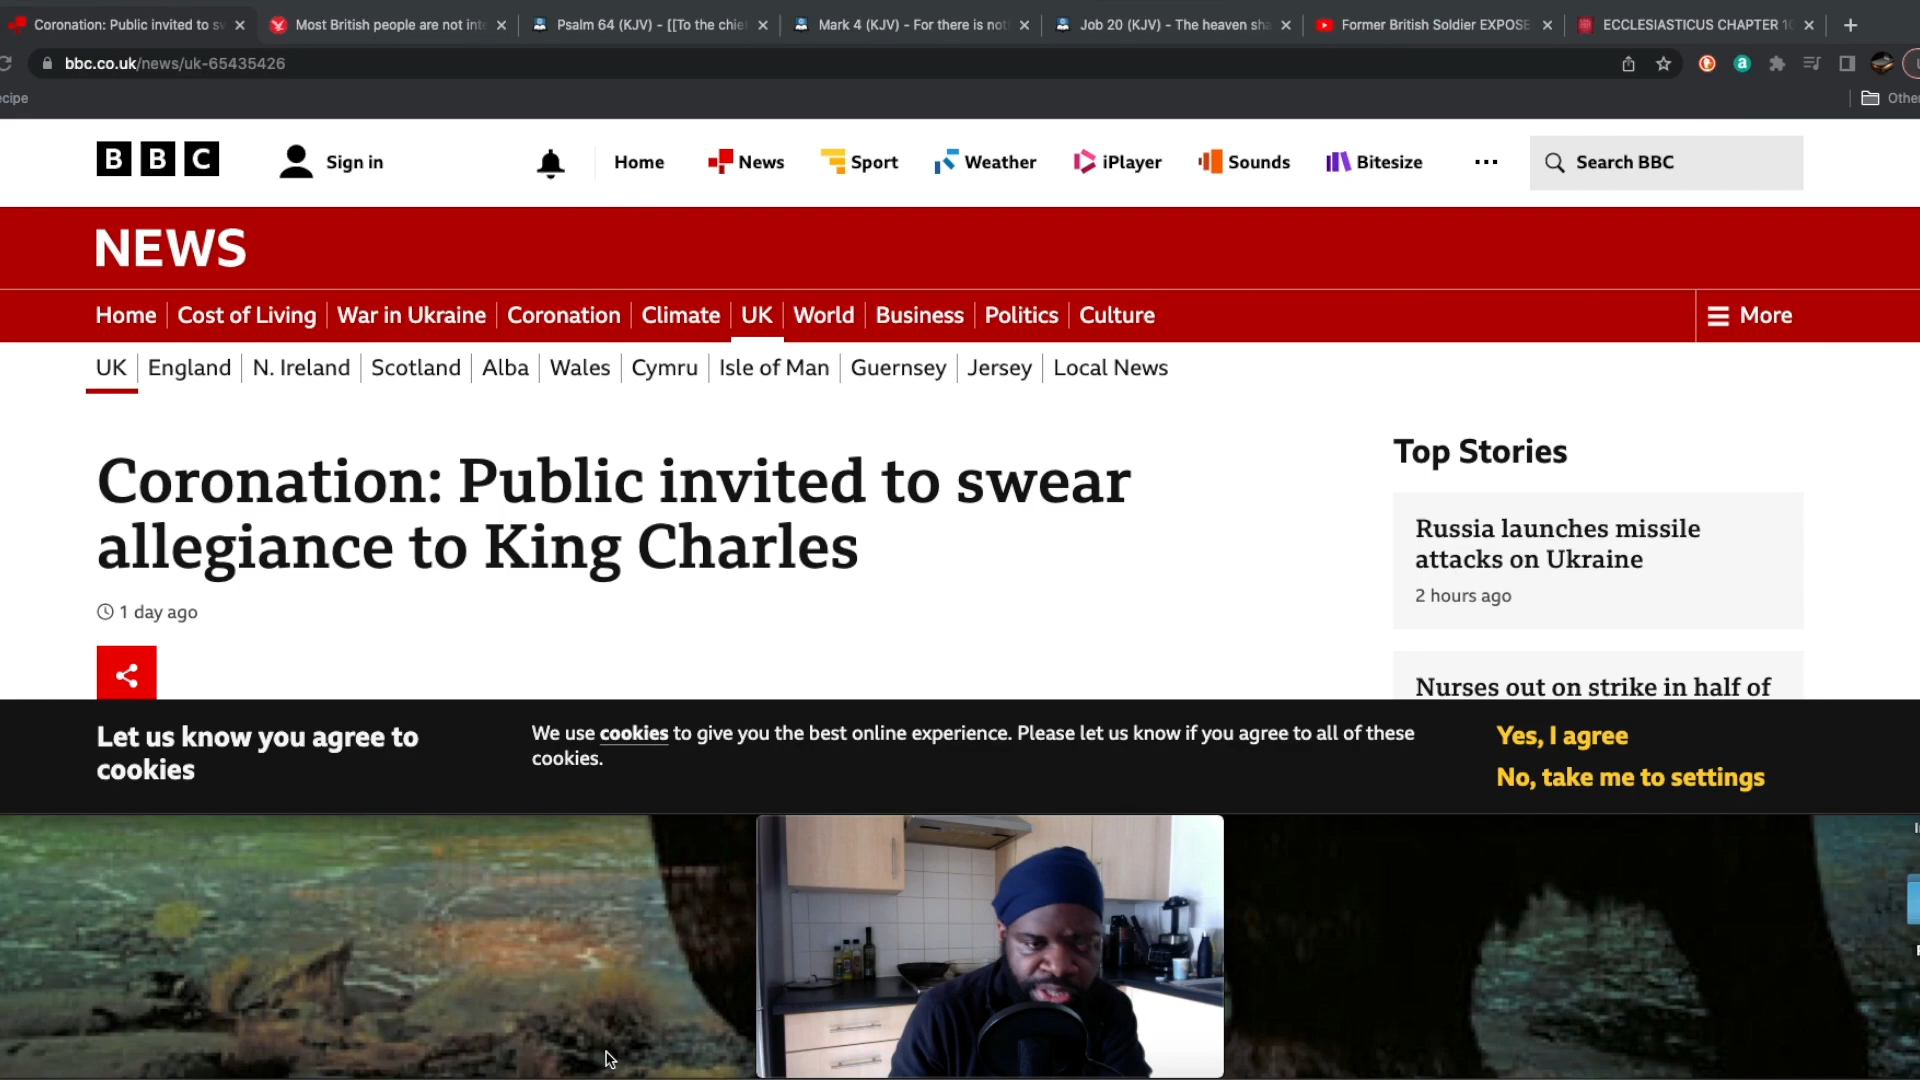 Coronation: Public invited to sw
Most British people are not int
Psalm 64 (KJV) - [[To the chie
Mark 4 (KJV) - For there is not
Job 20 (KJV) - The heaven sha
Former British Soldier EXPOSE
ECCLESIASTICUS CHAPTER 10
bbc.co.uk/news/uk-65435426
ecipe
Other
BBC
Sign in
Home
News
Sport
Weather
iPlayer
Sounds
Bitesize
Search BBC
NEWS
Home
Cost of Living
War in Ukraine
Coronation
Climate
UK
World
Business
Politics
Culture
More
UK
England
N. Ireland
Scotland
Alba
Wales
Cymru
Isle of Man
Guernsey
Jersey
Local News
Coronation: Public invited to swear
allegiance to King Charles
1 day ago
Top Stories
Russia launches missile
attacks on Ukraine
2 hours ago
Nurses out on strike in half of
Let us know you agree to
cookies
We use cookies to give you the best online experience. Please let us know if you agree to all of these
cookies.
Yes, I agree
No, take me to settings